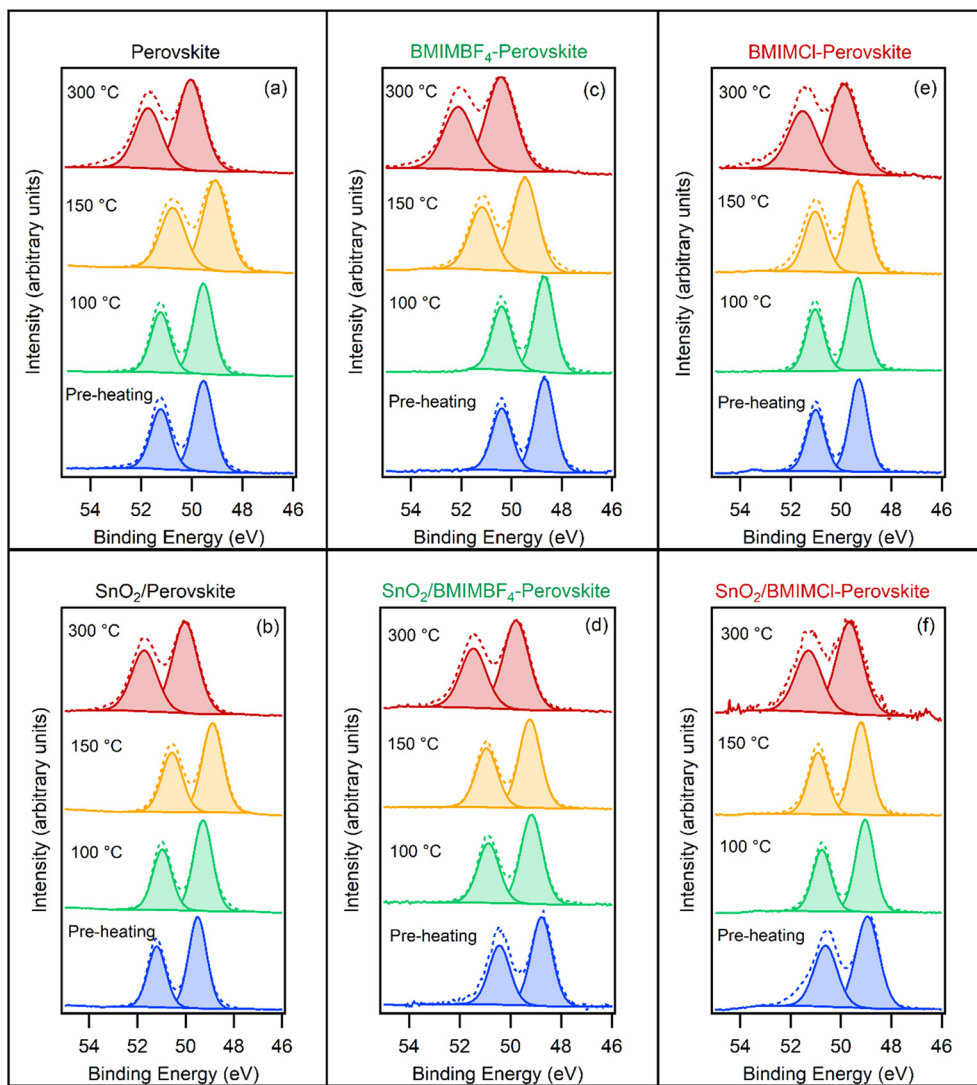 Perovskite
(a)
300 °C
150 °C
100 °C
Pre-heating
Intensity (arbitrary units)
54 52 50 48 46
Binding Energy (eV)
BMIMBF₄-Perovskite
(c)
300 °C
150 °C
100 °C
Pre-heating
Intensity (arbitrary units)
54 52 50 48 46
Binding Energy (eV)
BMIMCl-Perovskite
(e)
300 °C
150 °C
100 °C
Pre-heating
Intensity (arbitrary units)
54 52 50 48 46
Binding Energy (eV)
SnO₂/Perovskite
(b)
300 °C
150 °C
100 °C
Pre-heating
Intensity (arbitrary units)
54 52 50 48 46
Binding Energy (eV)
SnO₂/BMIMBF₄-Perovskite
(d)
300 °C
150 °C
100 °C
Pre-heating
Intensity (arbitrary units)
54 52 50 48 46
Binding Energy (eV)
SnO₂/BMIMCl-Perovskite
(f)
300 °C
150 °C
100 °C
Pre-heating
Intensity (arbitrary units)
54 52 50 48 46
Binding Energy (eV)